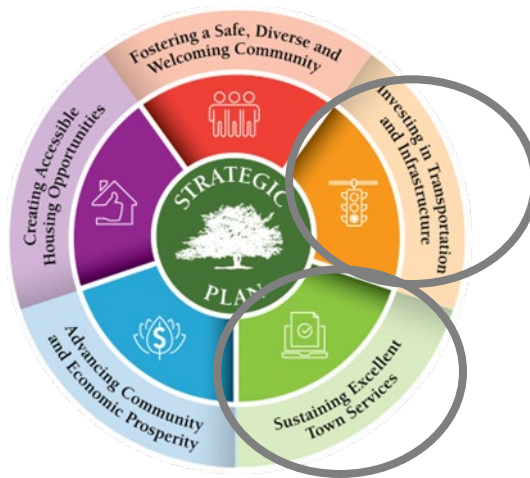 Fostering a Safe, Diverse and
Welcoming Community
Investing in Transportation
and Infrastructure
Sustaining Excellent
Town Services
Advancing Community
and Economic Prosperity
Creating Accessible
Housing Opportunities
STRATEGIC
PLAN
$